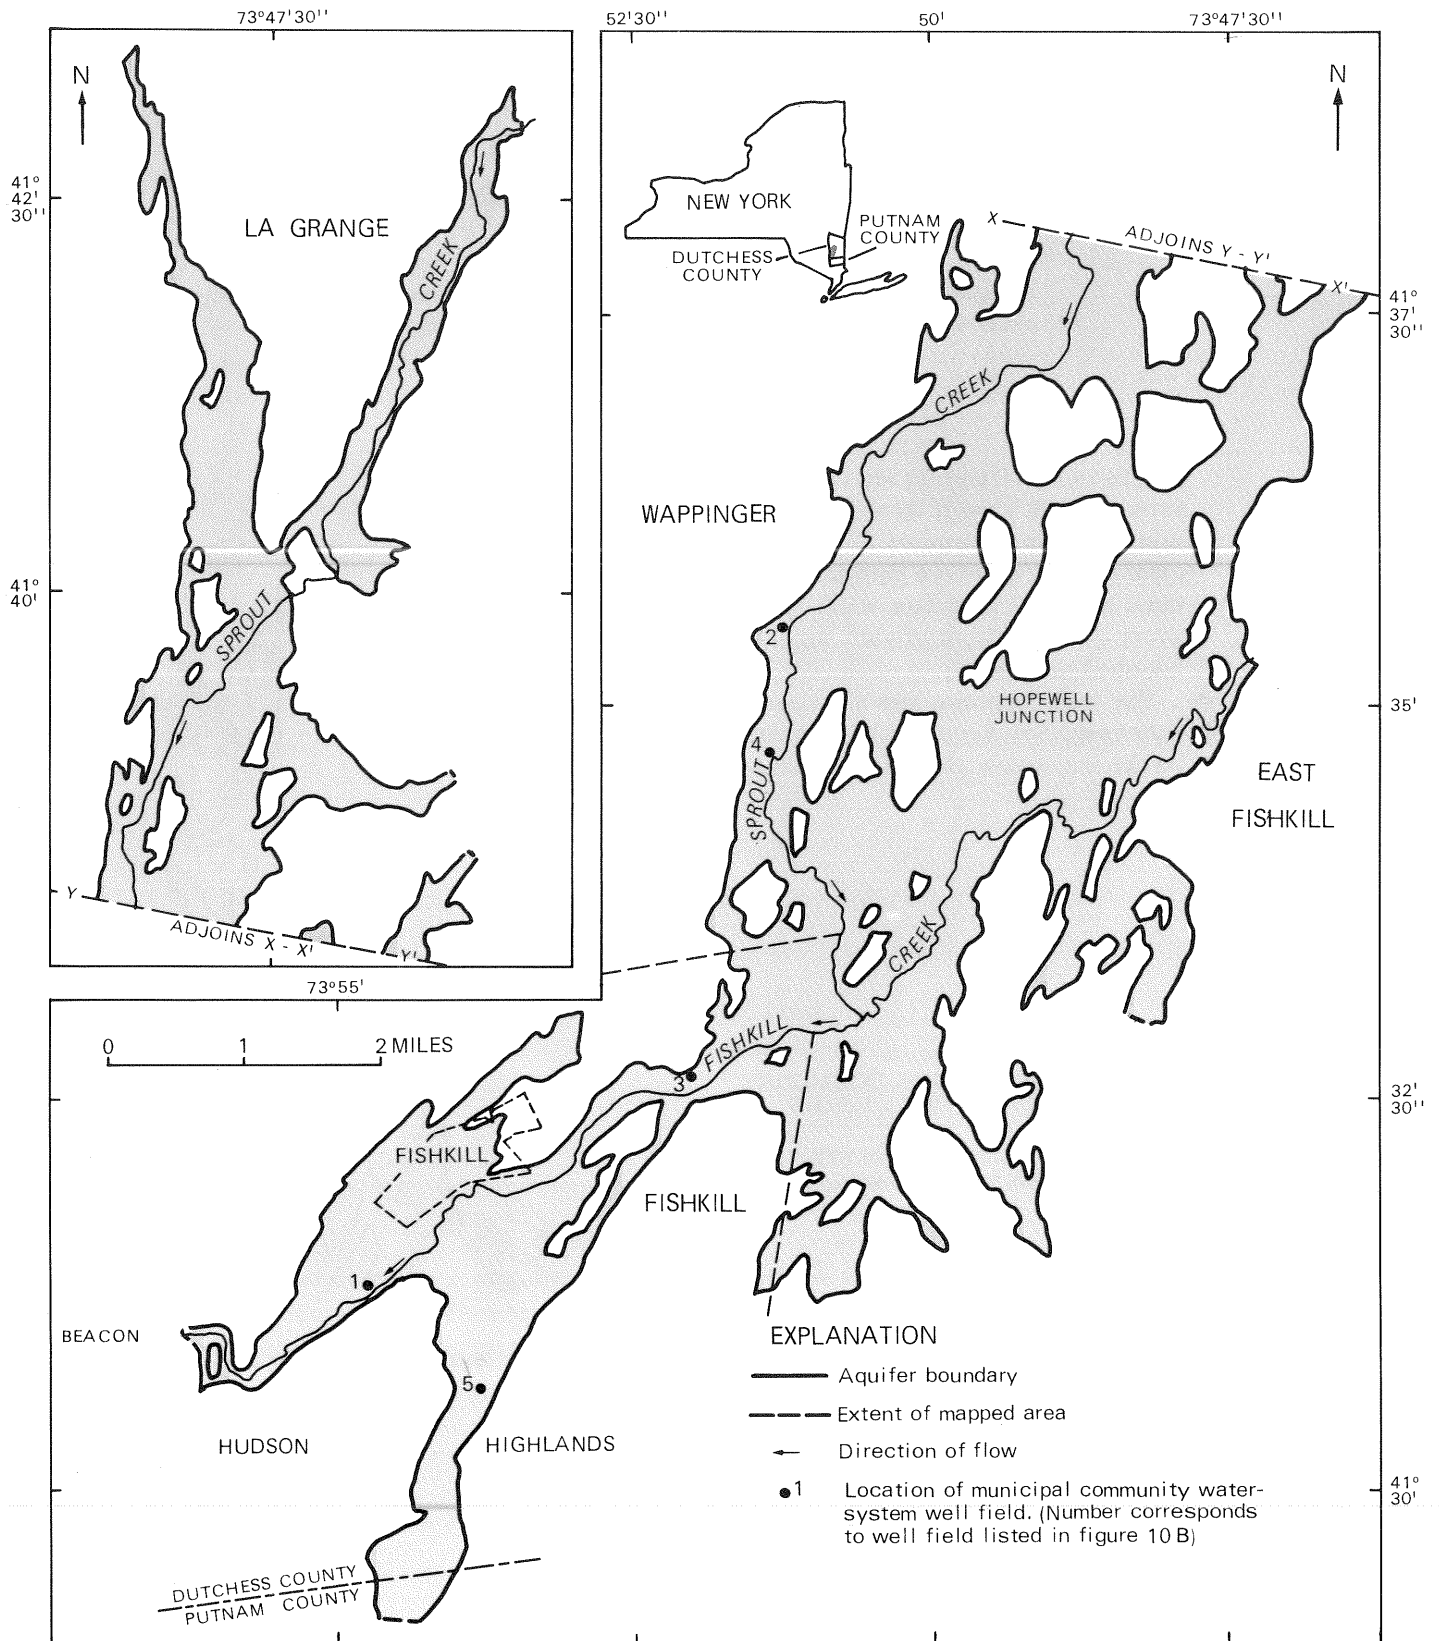 73°47'30''
52'30''
50'
73°47'30''
N
N
41°
42'
30''
LA GRANGE
CREEK
NEW YORK
PUTNAM
COUNTY
DUTCHESS
COUNTY
X
ADJOINS Y - Y'
X'
41°
37'
30''
CREEK
WAPPINGER
41°
40'
SPROUT
2
HOPEWELL
JUNCTION
35'
4
SPROUT
EAST
FISHKILL
Y
ADJOINS X - X'
Y'
CREEK
73°55'
0 1 2 MILES
FISHKILL
3
32'
30''
FISHKILL
FISHKILL
1
BEACON
5
HUDSON HIGHLANDS
EXPLANATION
Aquifer boundary
Extent of mapped area
Direction of flow
1 Location of municipal community water-
system well field. (Number corresponds
to well field listed in figure 10 B)
41°
30'
DUTCHESS COUNTY
PUTNAM COUNTY